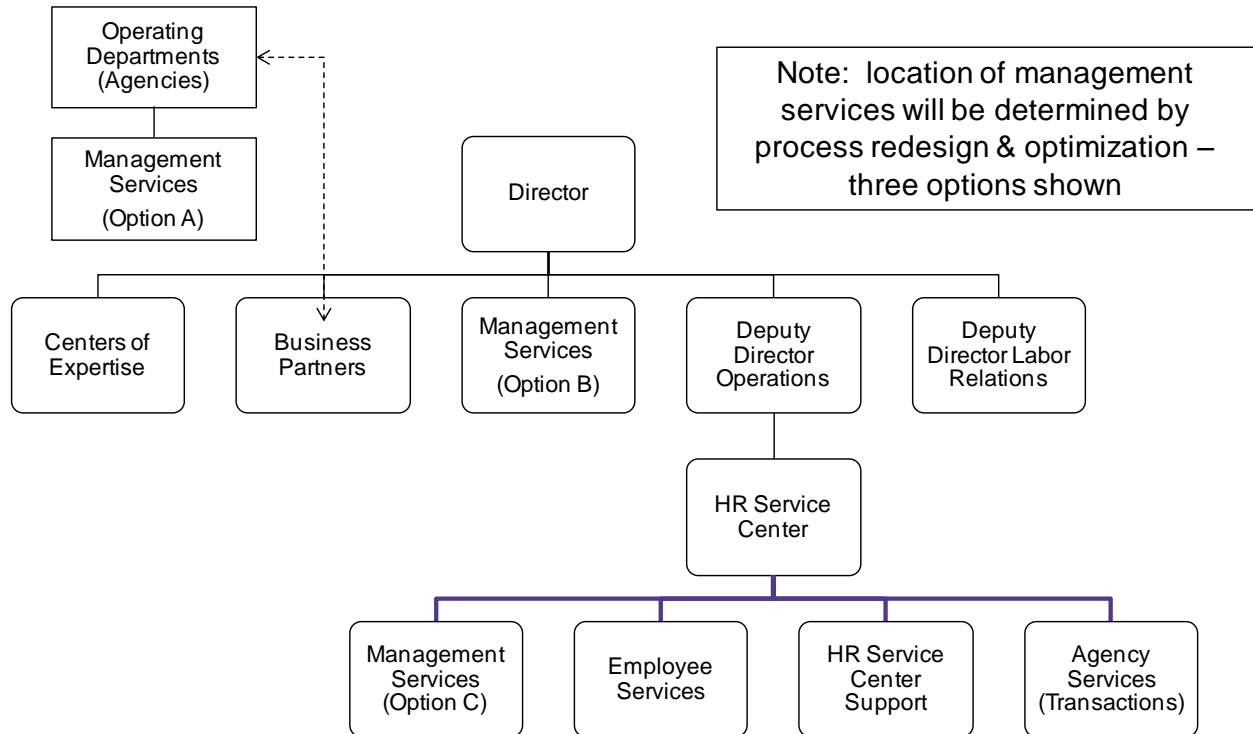 Operating
Departments
(Agencies)
Management
Services
(Option A)
Note: location of management
services will be determined by
process redesign & optimization –
three options shown
Director
Centers of
Expertise
Business
Partners
Management
Services
(Option B)
Deputy
Director
Operations
Deputy
Director Labor
Relations
HR Service
Center
Management
Services
(Option C)
Employee
Services
HR Service
Center
Support
Agency
Services
(Transactions)